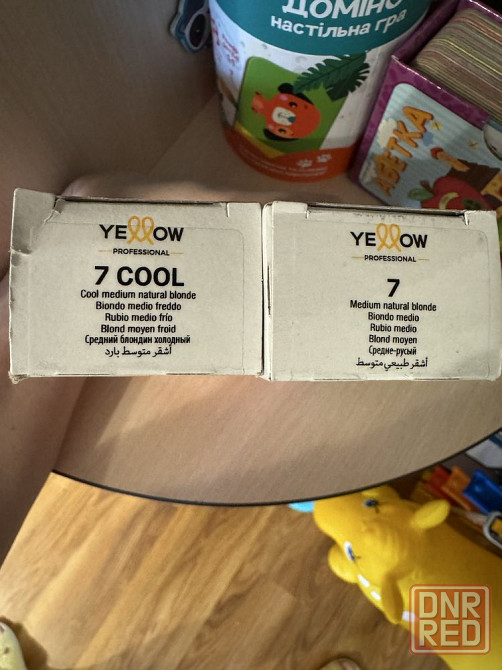 ДОМІНО
настільна гра
АБЕТКА
YELLOW
PROFESSIONAL
7 COOL
Cool medium natural blonde
Biondo medio freddo
Rubio medio frío
Blond moyen froid
Средний блондин холодный
أشقر متوسط بارد
YELLOW
PROFESSIONAL
7
Medium natural blonde
Biondo medio
Rubio medio
Blond moyen
Средне-русый
أشقر طبيعي متوسط
DNR
RED